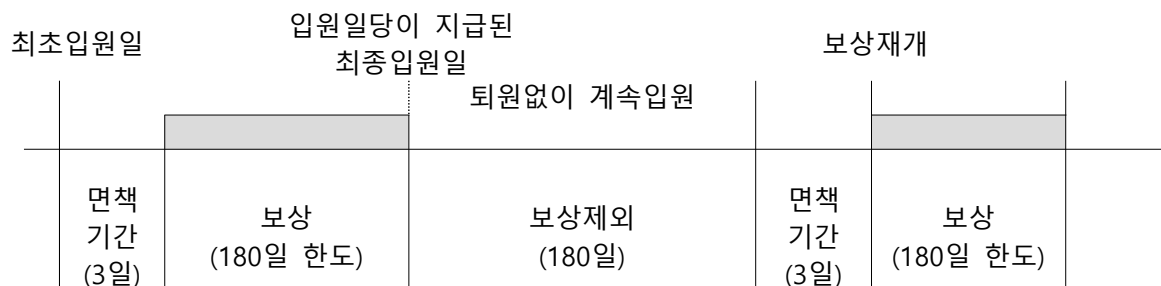 최초입원일
입원일당이 지급된
최종입원일
보상재개
퇴원없이 계속입원
면책
기간
(3일)
보상
(180일 한도)
보상제외
(180일)
면책
기간
(3일)
보상
(180일 한도)